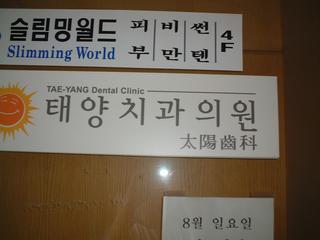 슬림밍월드
Slimming World
피 비 썬
부 만 텐
4F
TAE-YANG Dental Clinic
태양치과의원
太陽齒科
8월 일요일